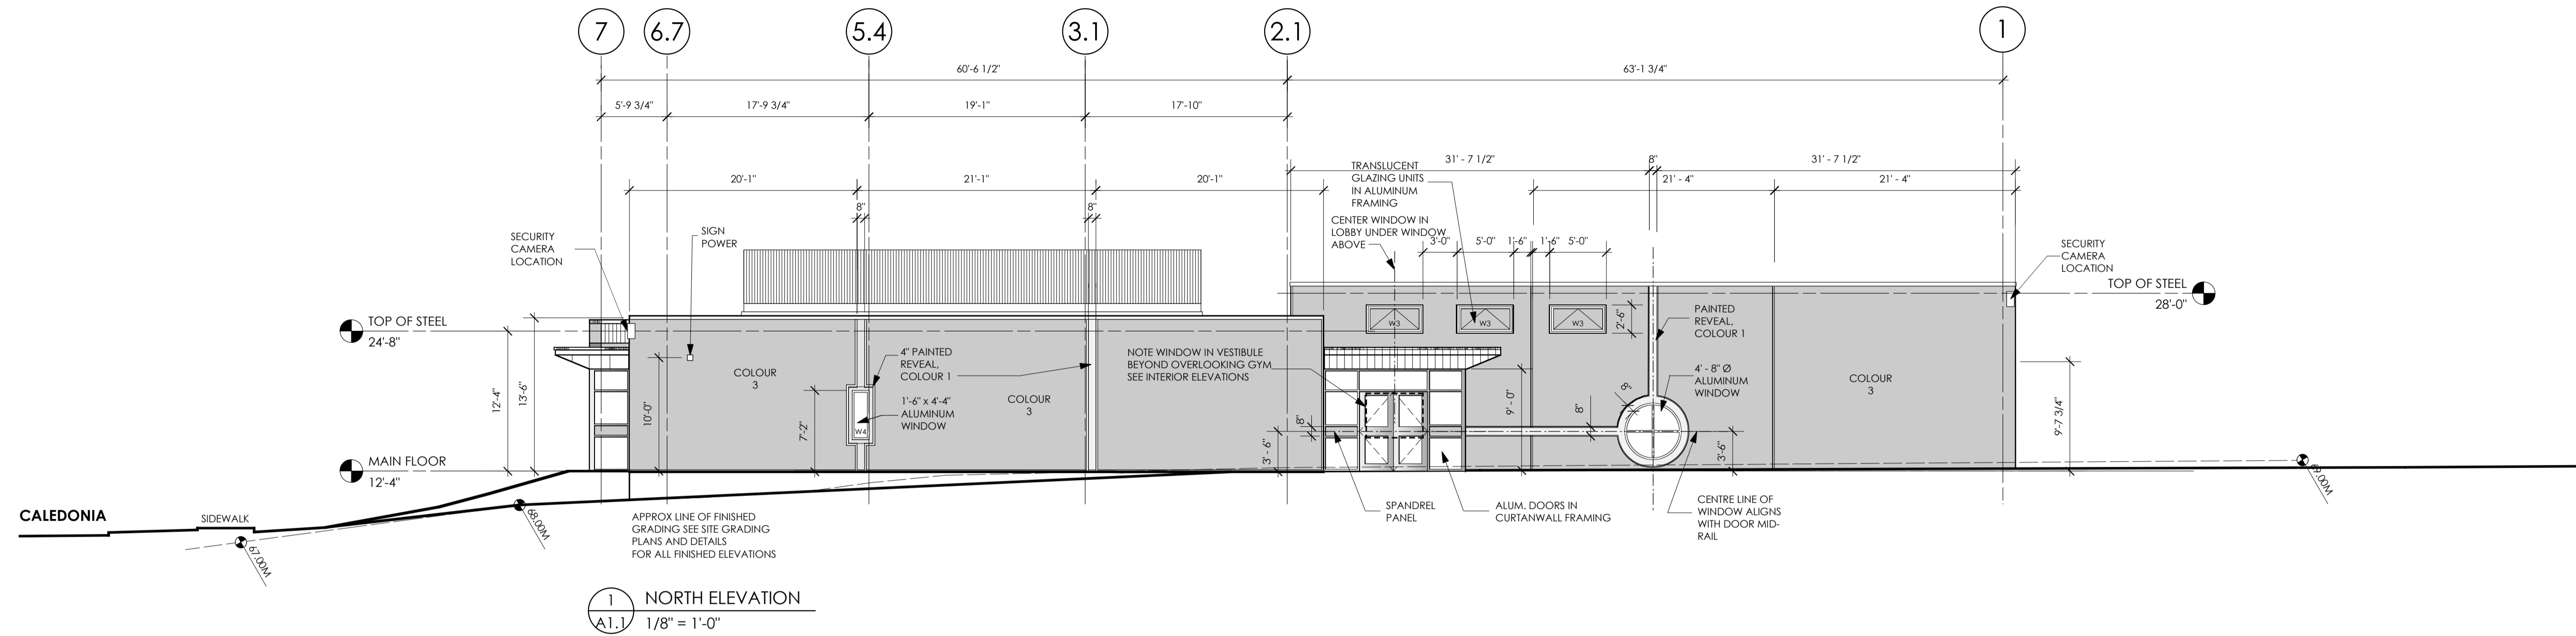 7
6.7
5.4
3.1
2.1
1
60'-6 1/2"
63'-1 3/4"
5'-9 3/4"
17'-9 3/4"
19'-1"
17'-10"
31' - 7 1/2"
8"
31' - 7 1/2"
20'-1"
21'-1"
20'-1"
21' - 4"
21' - 4"
8"
8"
TRANSLUCENT
GLAZING UNITS
IN ALUMINUM
FRAMING
CENTER WINDOW IN
LOBBY UNDER WINDOW
ABOVE
3'-0"
5'-0"
1'-6"
1'-6"
5'-0"
SECURITY
CAMERA
LOCATION
SIGN
POWER
SECURITY
CAMERA
LOCATION
TOP OF STEEL
28'-0"
TOP OF STEEL
24'-8"
W3
W3
W3
2'-6"
PAINTED
REVEAL,
COLOUR 1
12'-4"
13'-6"
10'-0"
COLOUR
3
7'-2"
4" PAINTED
REVEAL,
COLOUR 1
1'-6" x 4'-4"
ALUMINUM
WINDOW
W4
COLOUR
3
NOTE WINDOW IN VESTIBULE
BEYOND OVERLOOKING GYM
SEE INTERIOR ELEVATIONS
8"
3' - 6"
9' - 0"
8"
8"
4' - 8" Ø
ALUMINUM
WINDOW
3'-6"
COLOUR
3
9'-7 3/4"
MAIN FLOOR
12'-4"
CALEDONIA
SIDEWALK
67.00M
68.00M
69.00M
APPROX LINE OF FINISHED
GRADING SEE SITE GRADING
PLANS AND DETAILS
FOR ALL FINISHED ELEVATIONS
SPANDREL
PANEL
ALUM. DOORS IN
CURTANWALL FRAMING
CENTRE LINE OF
WINDOW ALIGNS
WITH DOOR MID-
RAIL
1
A1.1
NORTH ELEVATION
1/8" = 1'-0"